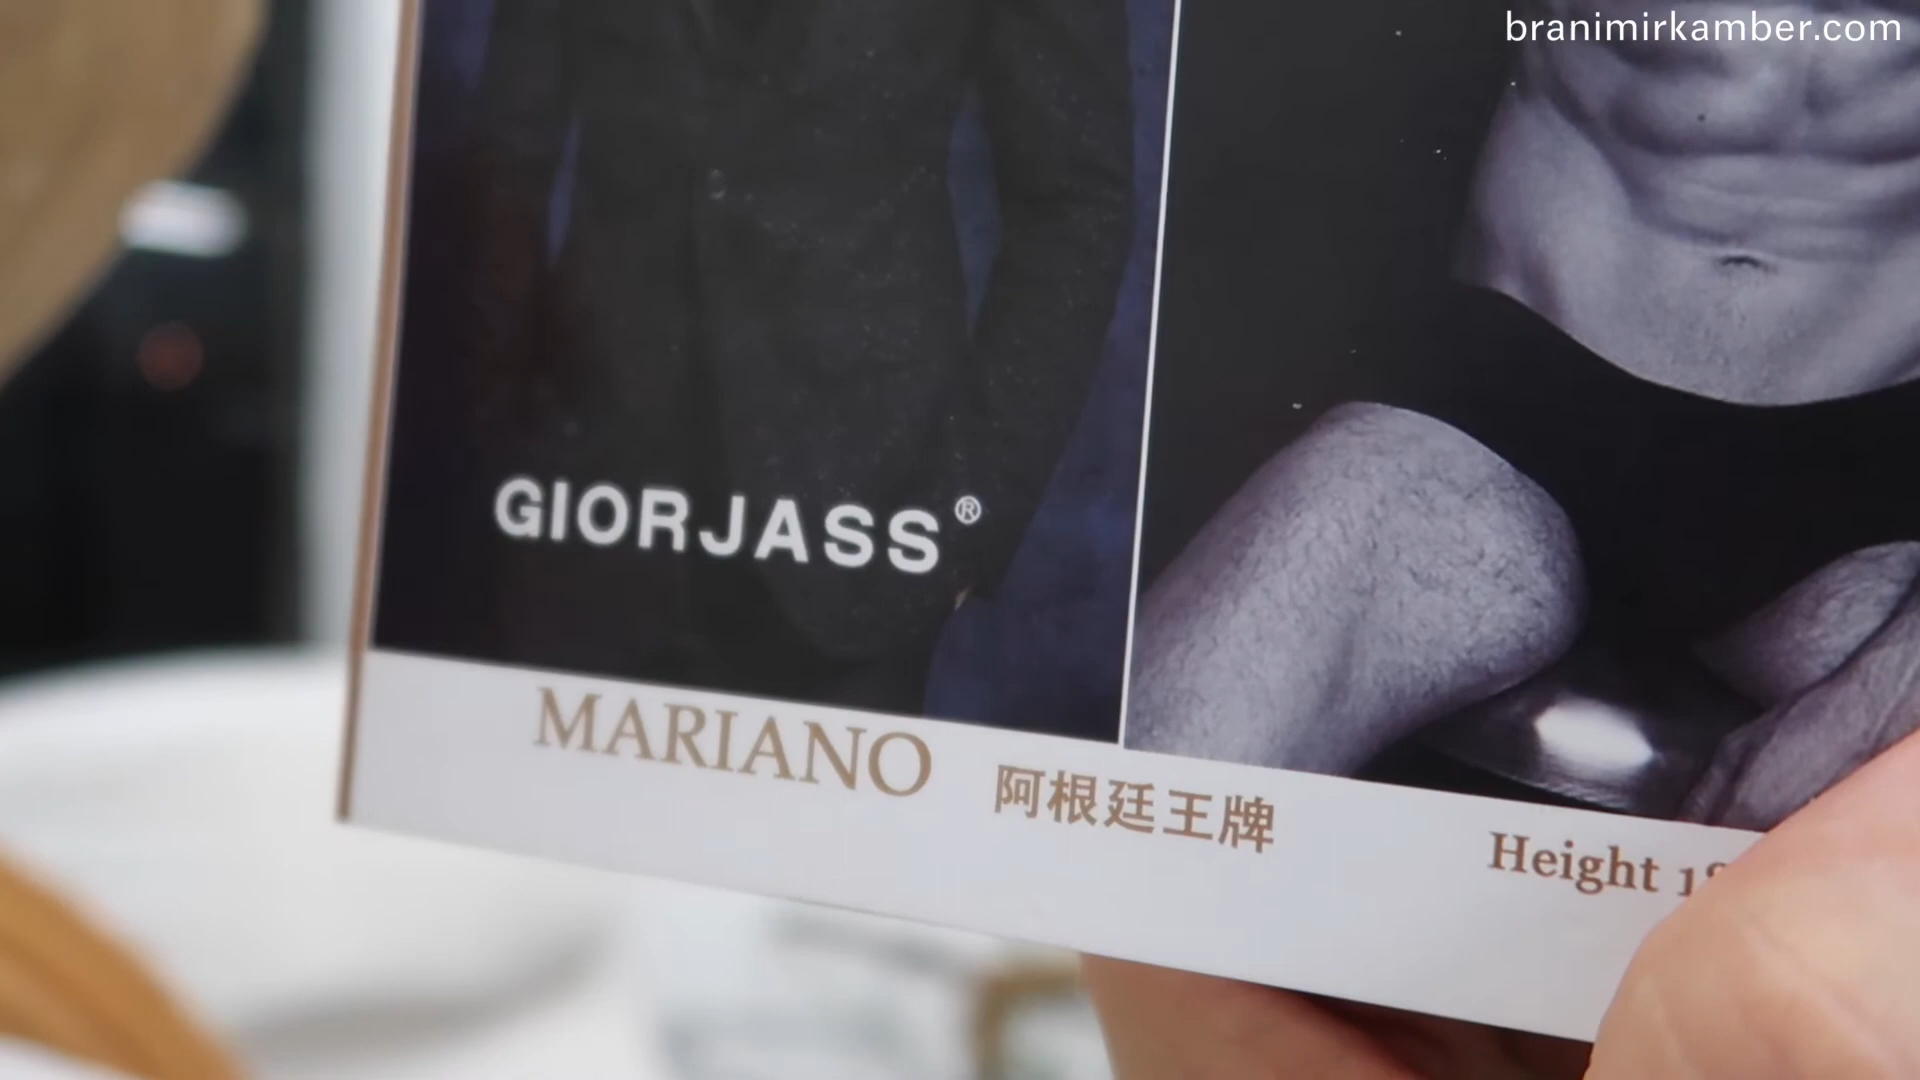 branimirkamber.com
GIORJASS®
MARIANO 阿根廷王牌 Height